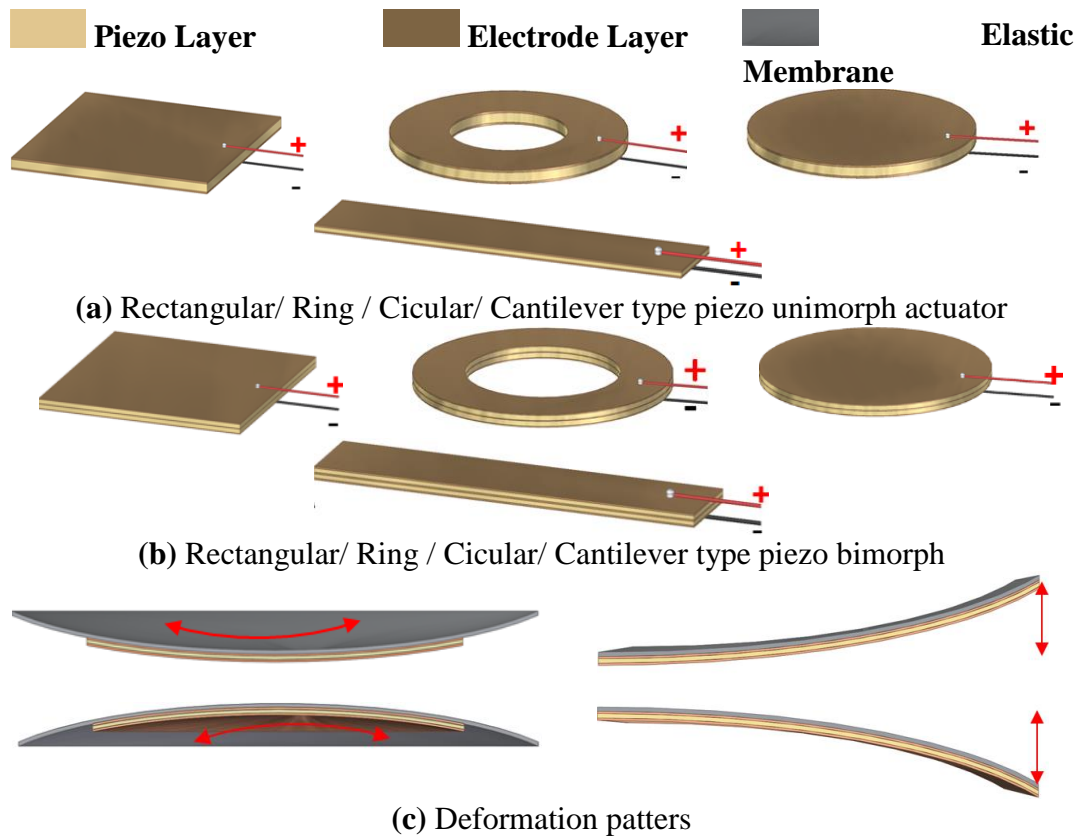 Piezo Layer Electrode Layer Elastic
Membrane
+ + +
- - -
+
-
(a) Rectangular/ Ring / Cicular/ Cantilever type piezo unimorph actuator
+ + +
- - -
+
-
(b) Rectangular/ Ring / Cicular/ Cantilever type piezo bimorph
(c) Deformation patters